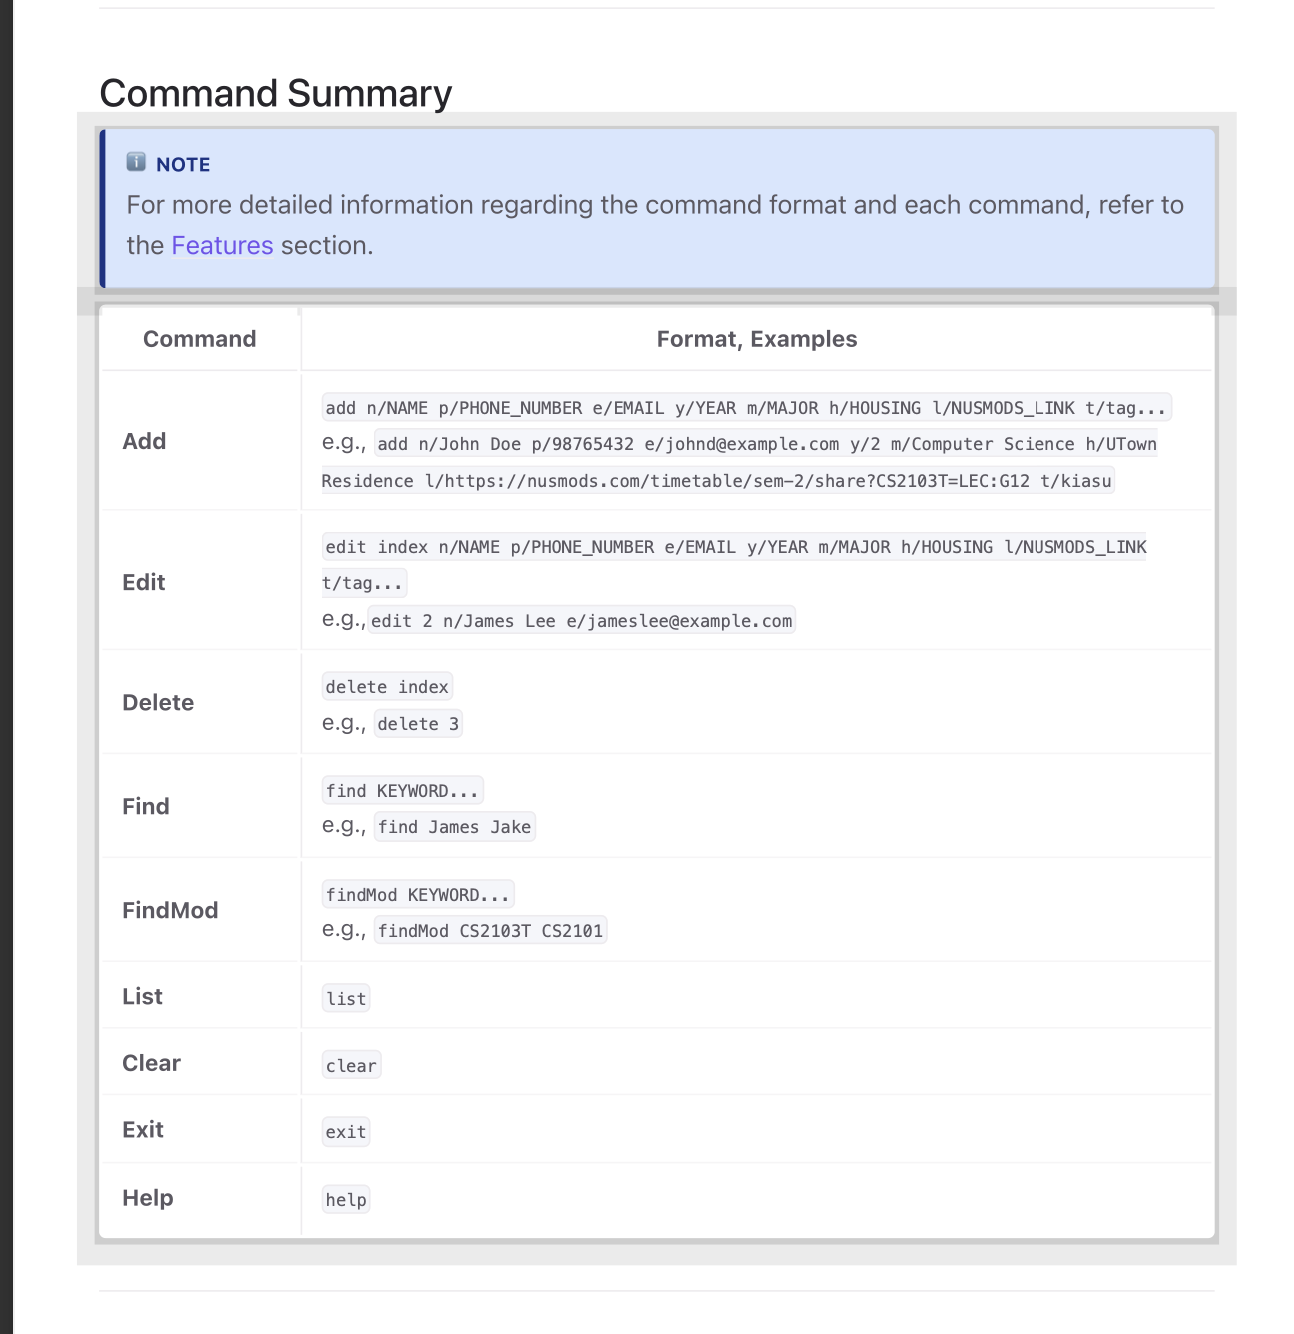 Command Summary
NOTE
For more detailed information regarding the command format and each command, refer to
the Features section.
Command Format, Examples
Add
add n/NAME p/PHONE_NUMBER e/EMAIL y/YEAR m/MAJOR h/HOUSING l/NUSMODS_LINK t/tag...
e.g., add n/John Doe p/98765432 e/johnd@example.com y/2 m/Computer Science h/UTown
Residence l/https://nusmods.com/timetable/sem-2/share?CS2103T=LEC:G12 t/kiasu
Edit
edit index n/NAME p/PHONE_NUMBER e/EMAIL y/YEAR m/MAJOR h/HOUSING l/NUSMODS_LINK
t/tag...
e.g., edit 2 n/James Lee e/jameslee@example.com
Delete
delete index
e.g., delete 3
Find
find KEYWORD...
e.g., find James Jake
FindMod
findMod KEYWORD...
e.g., findMod CS2103T CS2101
List list
Clear clear
Exit exit
Help help